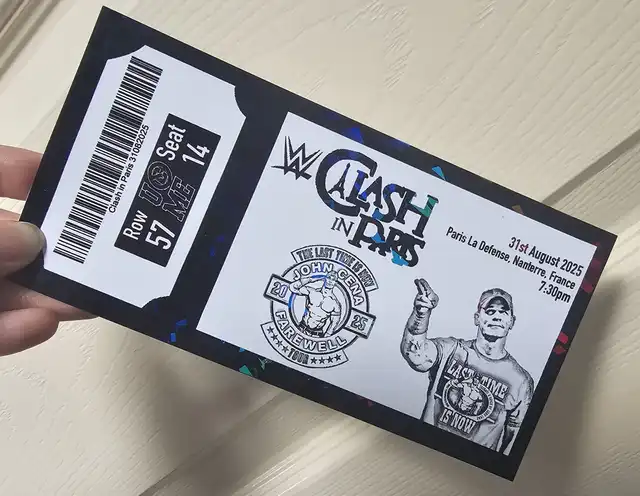 Clash in Paris 31082025
Row Seat
57 14
U
ME
W
CLASH
IN PARIS
31st August 2025
Paris La Defense, Nanterre, France
7:30pm
THE LAST TIME IS NOW
JOHN CENA
20 25
FAREWELL
TOUR
LAST TIME
IS NOW